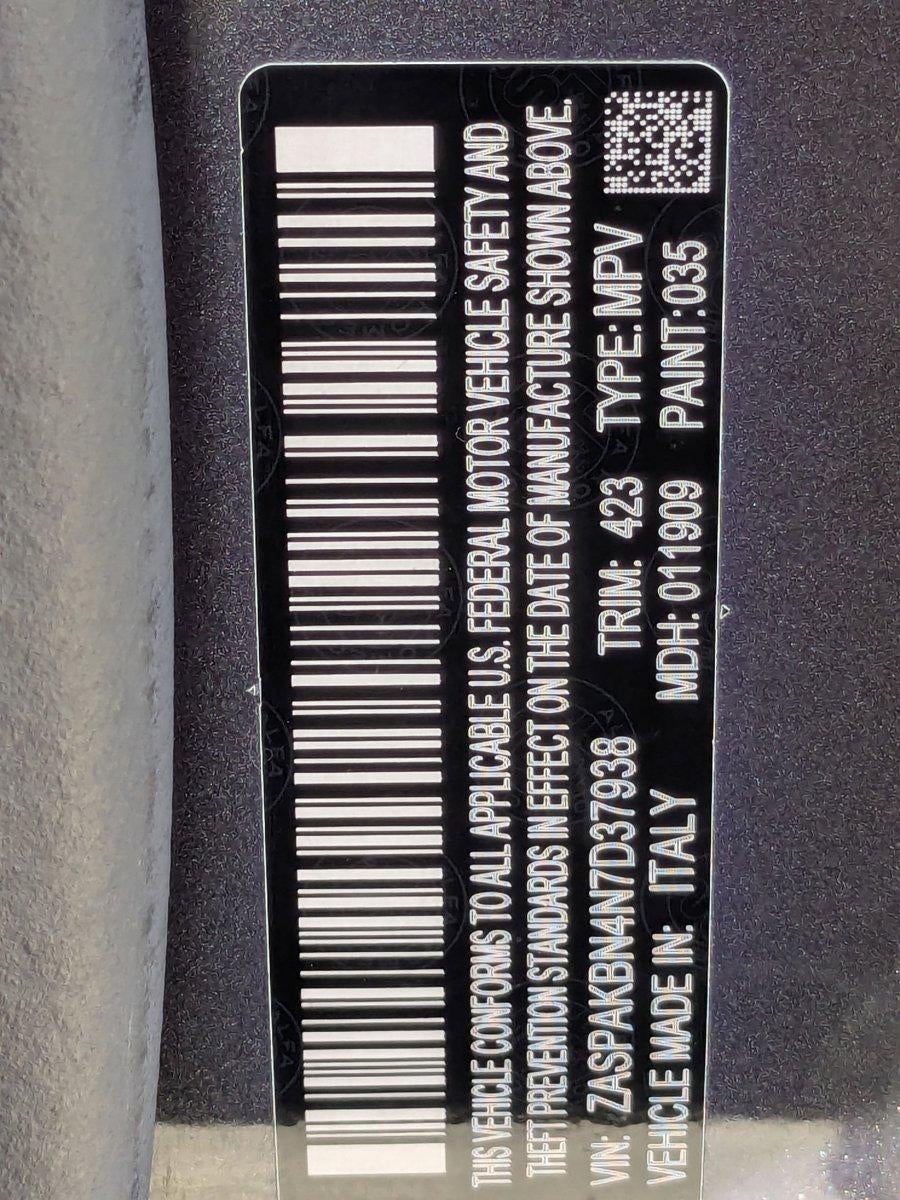 THIS VEHICLE CONFORMS TO ALL APPLICABLE U.S. FEDERAL MOTOR VEHICLE SAFETY AND
THEFT PREVENTION STANDARDS IN EFFECT ON THE DATE OF MANUFACTURE SHOWN ABOVE.
VIN: ZASPAKBN4N7D37938 TRIM: 423 TYPE:MPV
VEHICLE MADE IN: ITALY MDH: 011909 PANT:035